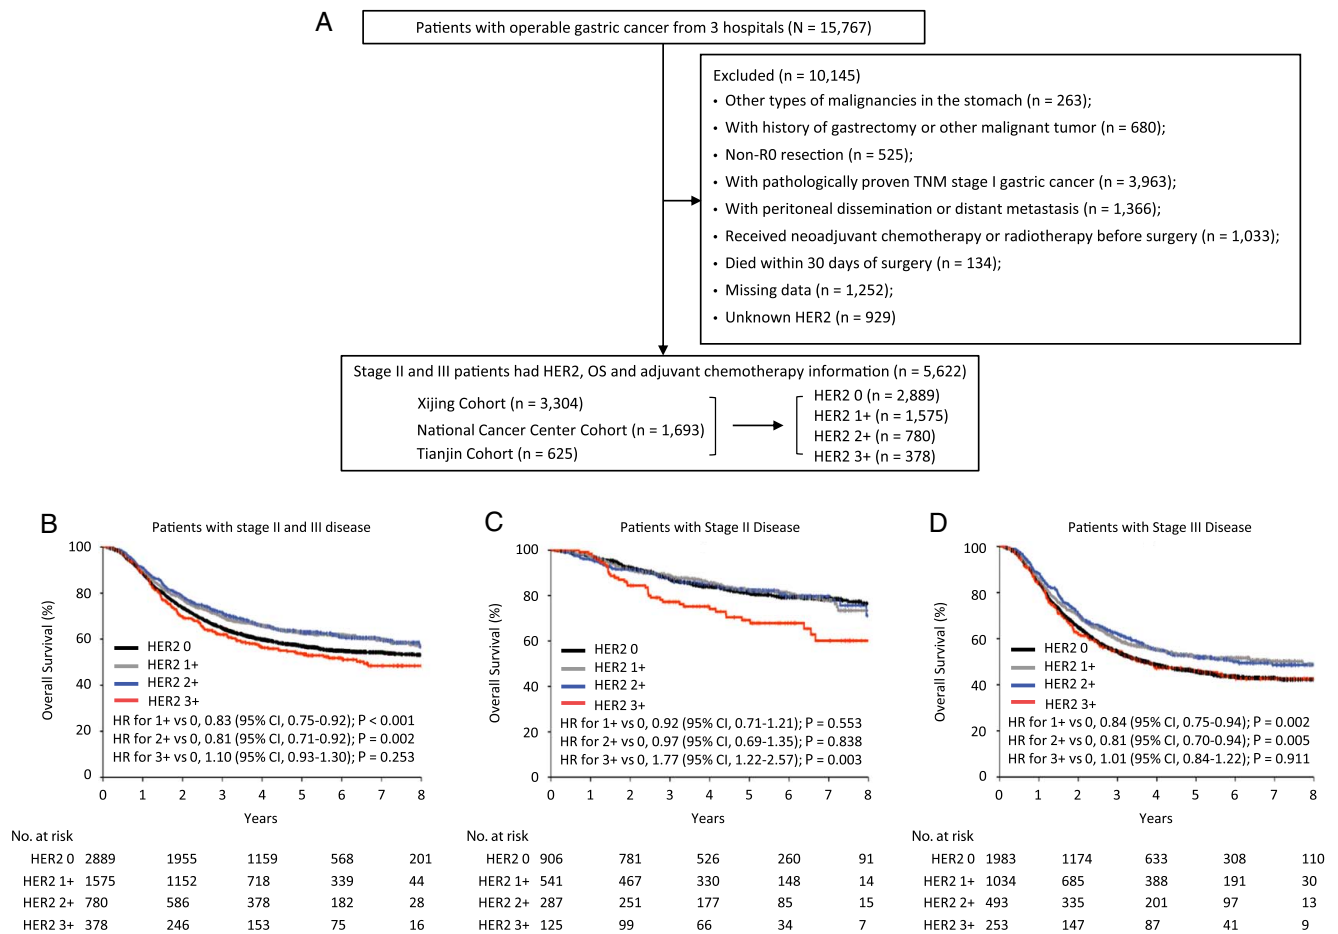 A
Patients with operable gastric cancer from 3 hospitals (N = 15,767)
Excluded (n = 10,145)
• Other types of malignancies in the stomach (n = 263);
• With history of gastrectomy or other malignant tumor (n = 680);
• Non-R0 resection (n = 525);
• With pathologically proven TNM stage I gastric cancer (n = 3,963);
• With peritoneal dissemination or distant metastasis (n = 1,366);
• Received neoadjuvant chemotherapy or radiotherapy before surgery (n = 1,033);
• Died within 30 days of surgery (n = 134);
• Missing data (n = 1,252);
• Unknown HER2 (n = 929)
Stage II and III patients had HER2, OS and adjuvant chemotherapy information (n = 5,622)
Xijing Cohort (n = 3,304)
National Cancer Center Cohort (n = 1,693)
Tianjin Cohort (n = 625)
HER2 0 (n = 2,889)
HER2 1+ (n = 1,575)
HER2 2+ (n = 780)
HER2 3+ (n = 378)
B
Patients with stage II and III disease
Overall Survival (%)
100
80
60
40
20
0
HER2 0
HER2 1+
HER2 2+
HER2 3+
HR for 1+ vs 0, 0.83 (95% CI, 0.75-0.92); P < 0.001
HR for 2+ vs 0, 0.81 (95% CI, 0.71-0.92); P = 0.002
HR for 3+ vs 0, 1.10 (95% CI, 0.93-1.30); P = 0.253
0 1 2 3 4 5 6 7 8
Years
No. at risk
HER2 0 2889 1955 1159 568 201
HER2 1+ 1575 1152 718 339 44
HER2 2+ 780 586 378 182 28
HER2 3+ 378 246 153 75 16
C
Patients with Stage II Disease
Overall Survival (%)
100
80
60
40
20
0
HER2 0
HER2 1+
HER2 2+
HER2 3+
HR for 1+ vs 0, 0.92 (95% CI, 0.71-1.21); P = 0.553
HR for 2+ vs 0, 0.97 (95% CI, 0.69-1.35); P = 0.838
HR for 3+ vs 0, 1.77 (95% CI, 1.22-2.57); P = 0.003
0 1 2 3 4 5 6 7 8
Years
No. at risk
HER2 0 906 781 526 260 91
HER2 1+ 541 467 330 148 14
HER2 2+ 287 251 177 85 15
HER2 3+ 125 99 66 34 7
D
Patients with Stage III Disease
Overall Survival (%)
100
80
60
40
20
0
HER2 0
HER2 1+
HER2 2+
HER2 3+
HR for 1+ vs 0, 0.84 (95% CI, 0.75-0.94); P = 0.002
HR for 2+ vs 0, 0.81 (95% CI, 0.70-0.94); P = 0.005
HR for 3+ vs 0, 1.01 (95% CI, 0.84-1.22); P = 0.911
0 1 2 3 4 5 6 7 8
Years
No. at risk
HER2 0 1983 1174 633 308 110
HER2 1+ 1034 685 388 191 30
HER2 2+ 493 335 201 97 13
HER2 3+ 253 147 87 41 9